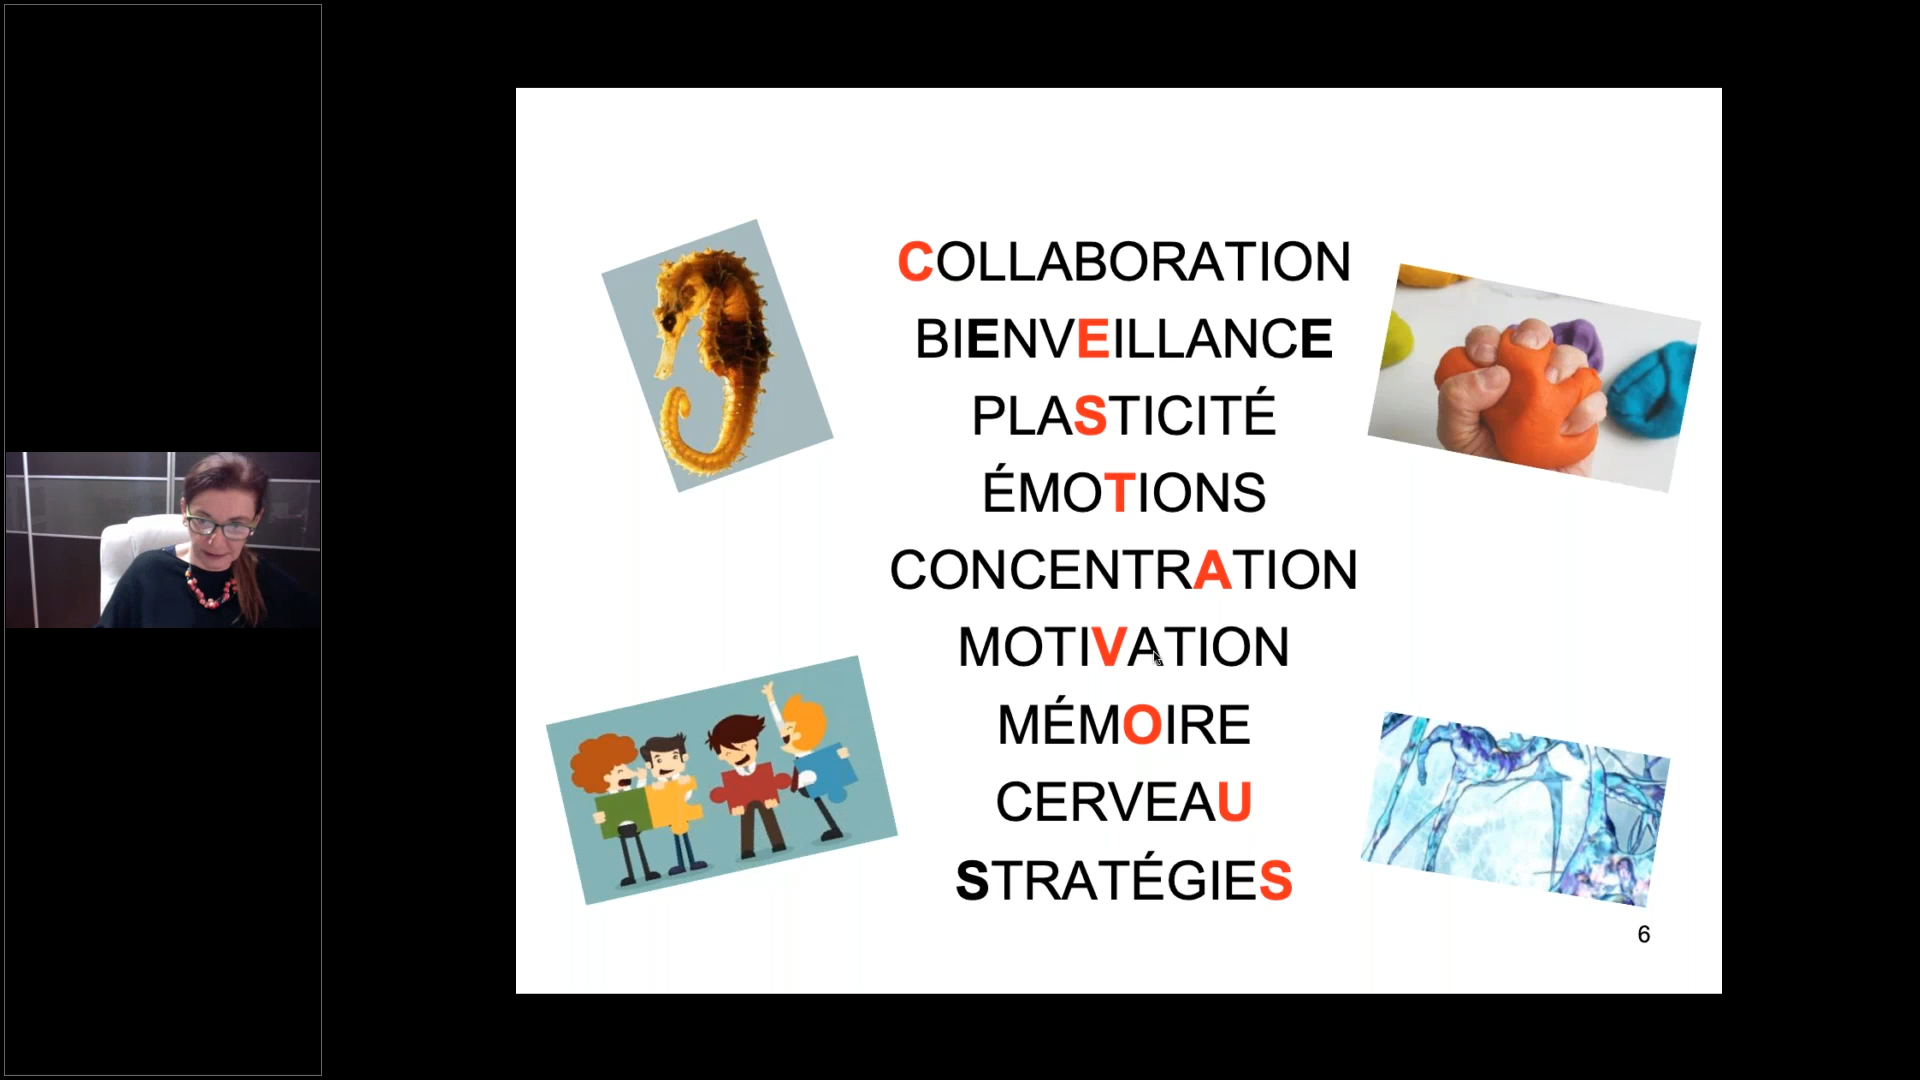 COLLABORATION
BIENVEILLANCE
PLASTICITÉ
ÉMOTIONS
CONCENTRATION
MOTIVATION
MÉMOIRE
CERVEAU
STRATÉGIES
6